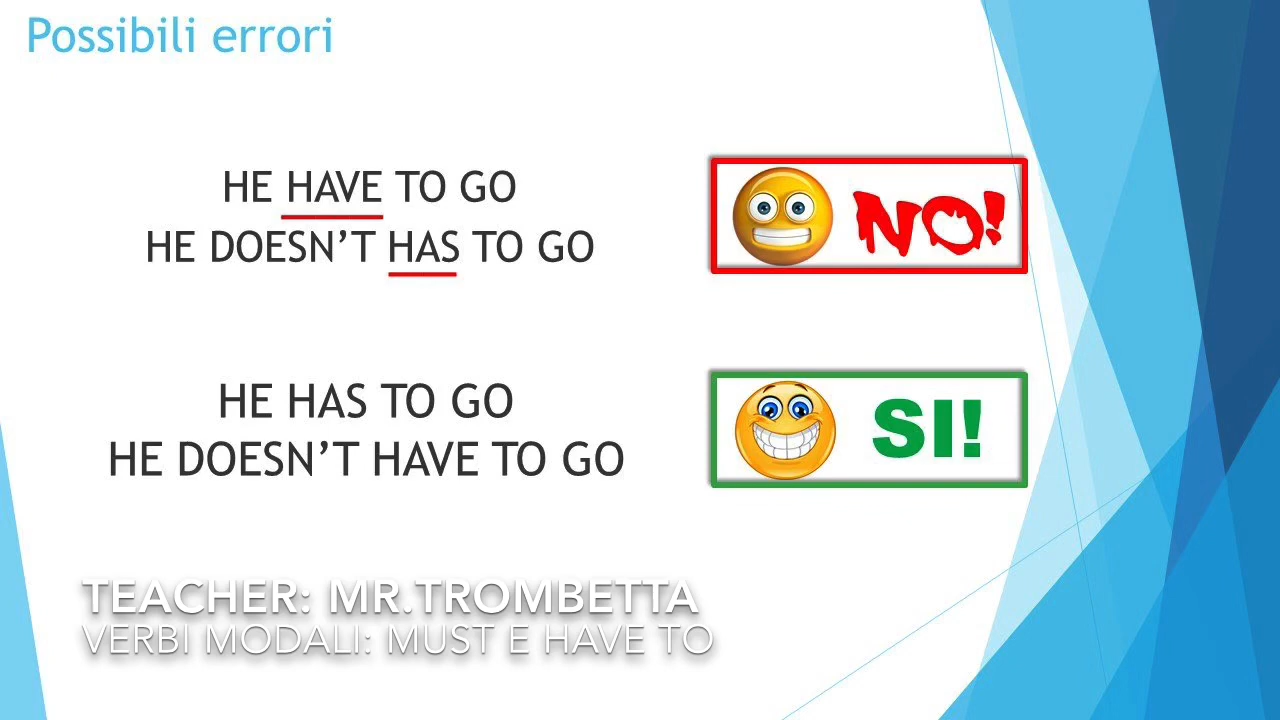 Possibili errori
HE HAVE TO GO
HE DOESN'T HAS TO GO
NO!
HE HAS TO GO
HE DOESN'T HAVE TO GO
SI!
TEACHER: MR.TROMBETTA
VERBI MODALI: MUST E HAVE TO